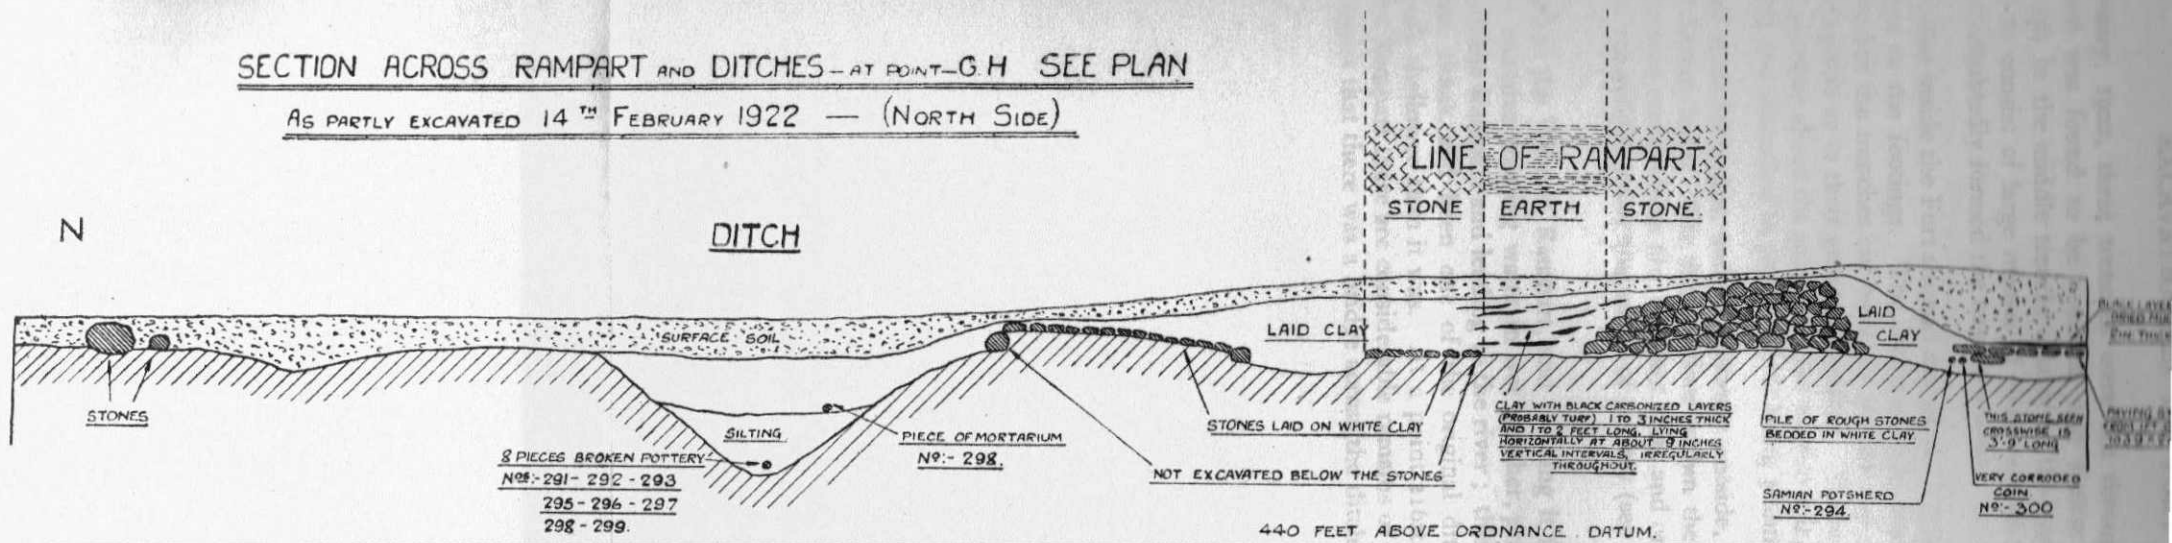 SECTION ACROSS RAMPART AND DITCHES - AT POINT - G.H SEE PLAN
AS PARTLY EXCAVATED 14TH FEBRUARY 1922 — (NORTH SIDE)
LINE OF RAMPART
STONE EARTH STONE.
N
DITCH
SURFACE SOIL
LAID CLAY
LAID
CLAY
STONES
SILTING
8 PIECES BROKEN POTTERY
Nos:- 291 - 292 - 293
295 - 296 - 297
298 - 299.
PIECE OF MORTARIUM
No:- 298.
STONES LAID ON WHITE CLAY
NOT EXCAVATED BELOW THE STONES
CLAY WITH BLACK CARBONIZED LAYERS
(PROBABLY TURF) 1 TO 3 INCHES THICK
AND 1 TO 2 FEET LONG, LYING
HORIZONTALLY AT ABOUT 9 INCHES
VERTICAL INTERVALS, IRREGULARLY
THROUGHOUT.
PILE OF ROUGH STONES
BEDDED IN WHITE CLAY
SAMIAN POTSHERD
No:- 294.
THIS STONE SEEN
CROSSWISE IS
3'-9" LONG
VERY CORRODED
COIN
No:- 300
BLACK LAYER
PAVING
440 FEET ABOVE ORDNANCE DATUM.